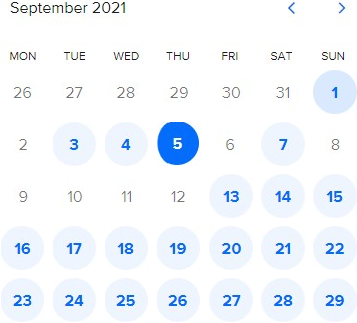 September 2021
MON TUE WED THU FRI SAT SUN
26 27 28 29 30 31 1
2 3 4 5 6 7 8
9 10 11 12 13 14 15
16 17 18 19 20 21 22
23 24 25 26 27 28 29